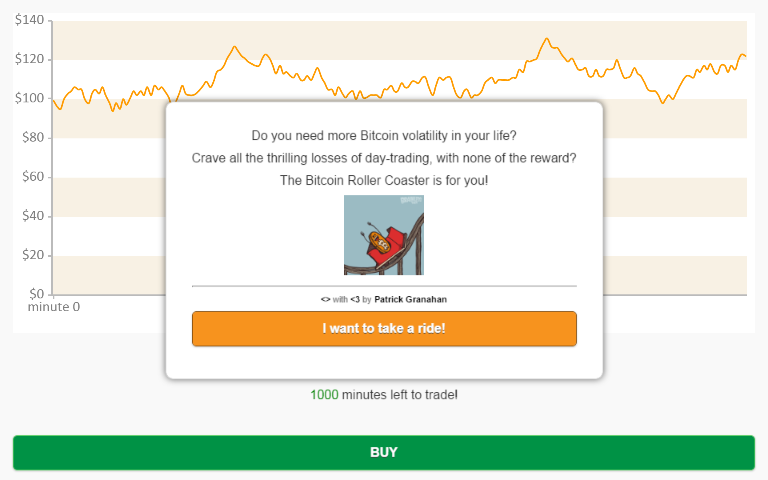 $140
$120
$100
$80
$60
$40
$20
$0
minute 0
Do you need more Bitcoin volatility in your life?
Crave all the thrilling losses of day-trading, with none of the reward?
The Bitcoin Roller Coaster is for you!
<> with <3 by Patrick Granahan
I want to take a ride!
1000 minutes left to trade!
BUY